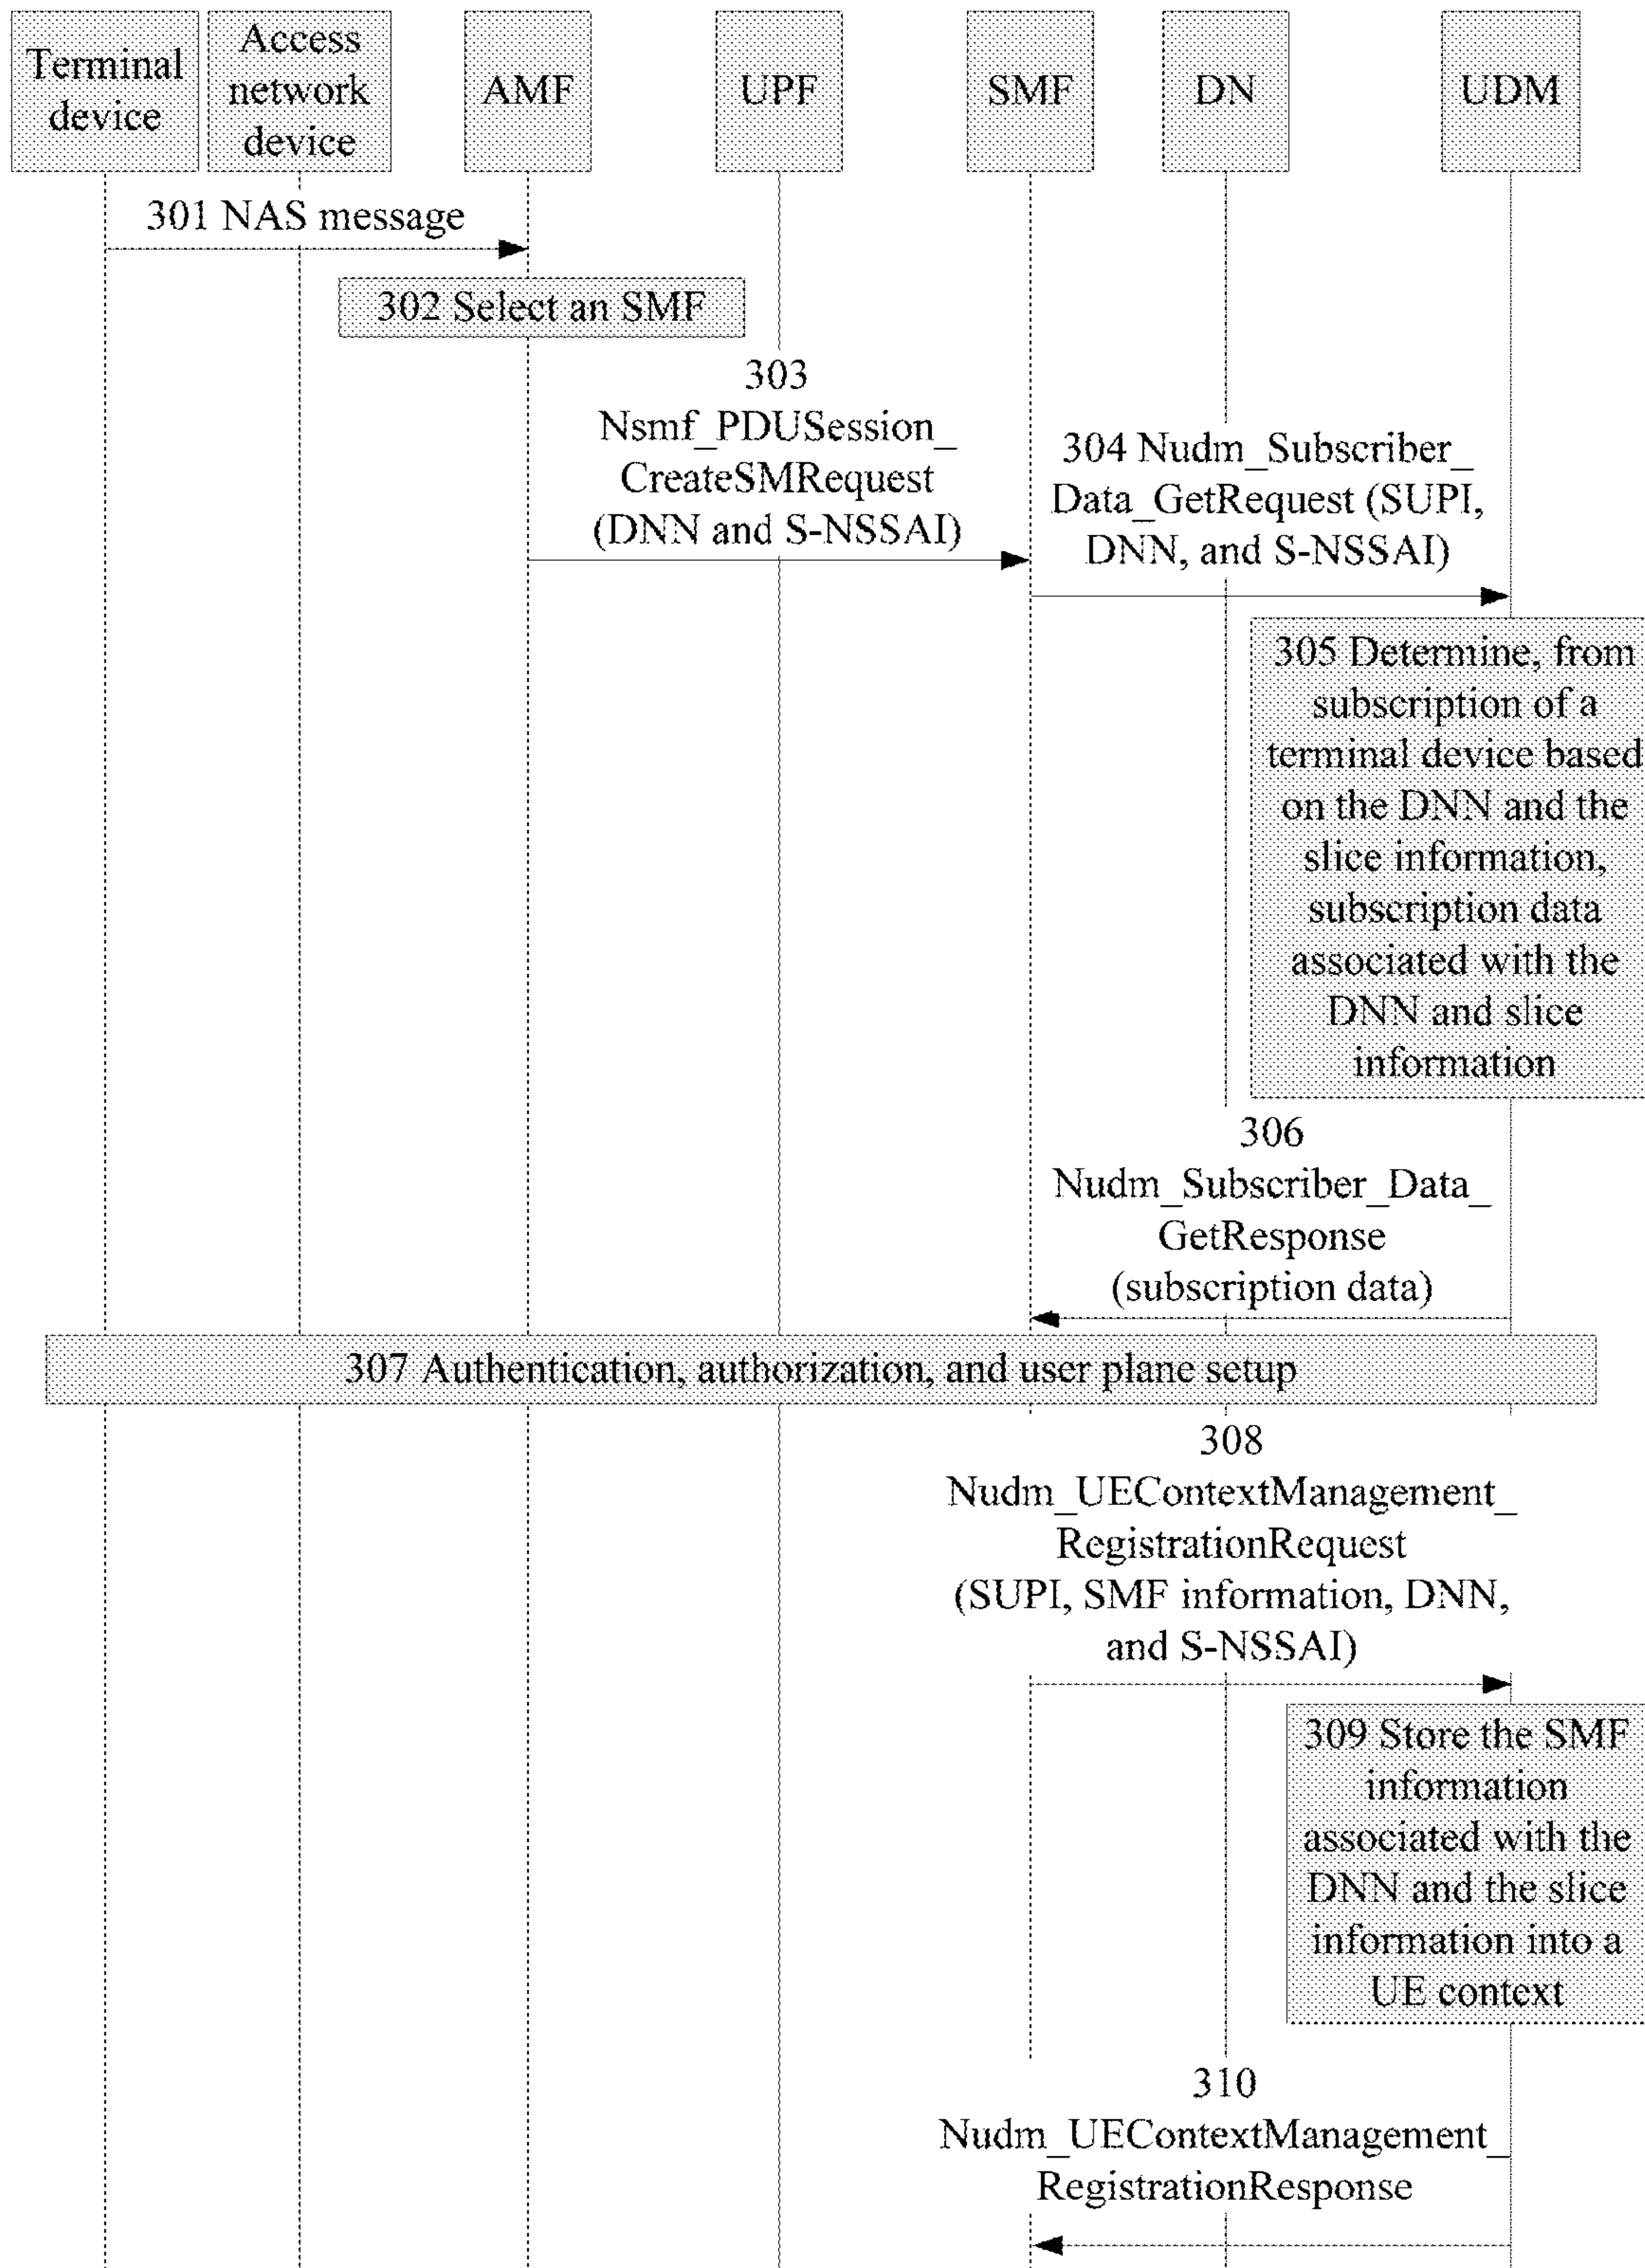 Terminal
device
Access
network
device
AMF
UPF
SMF
DN
UDM
301 NAS message
302 Select an SMF
303
Nsmf_PDUSession_
CreateSMRequest
(DNN and S-NSSAI)
304 Nudm_Subscriber_
Data_GetRequest (SUPI,
DNN, and S-NSSAI)
305 Determine, from
subscription of a
terminal device based
on the DNN and the
slice information,
subscription data
associated with the
DNN and slice
information
306
Nudm_Subscriber_Data_
GetResponse
(subscription data)
307 Authentication, authorization, and user plane setup
308
Nudm_UEContextManagement_
RegistrationRequest
(SUPI, SMF information, DNN,
and S-NSSAI)
309 Store the SMF
information
associated with the
DNN and the slice
information into a
UE context
310
Nudm_UEContextManagement_
RegistrationResponse